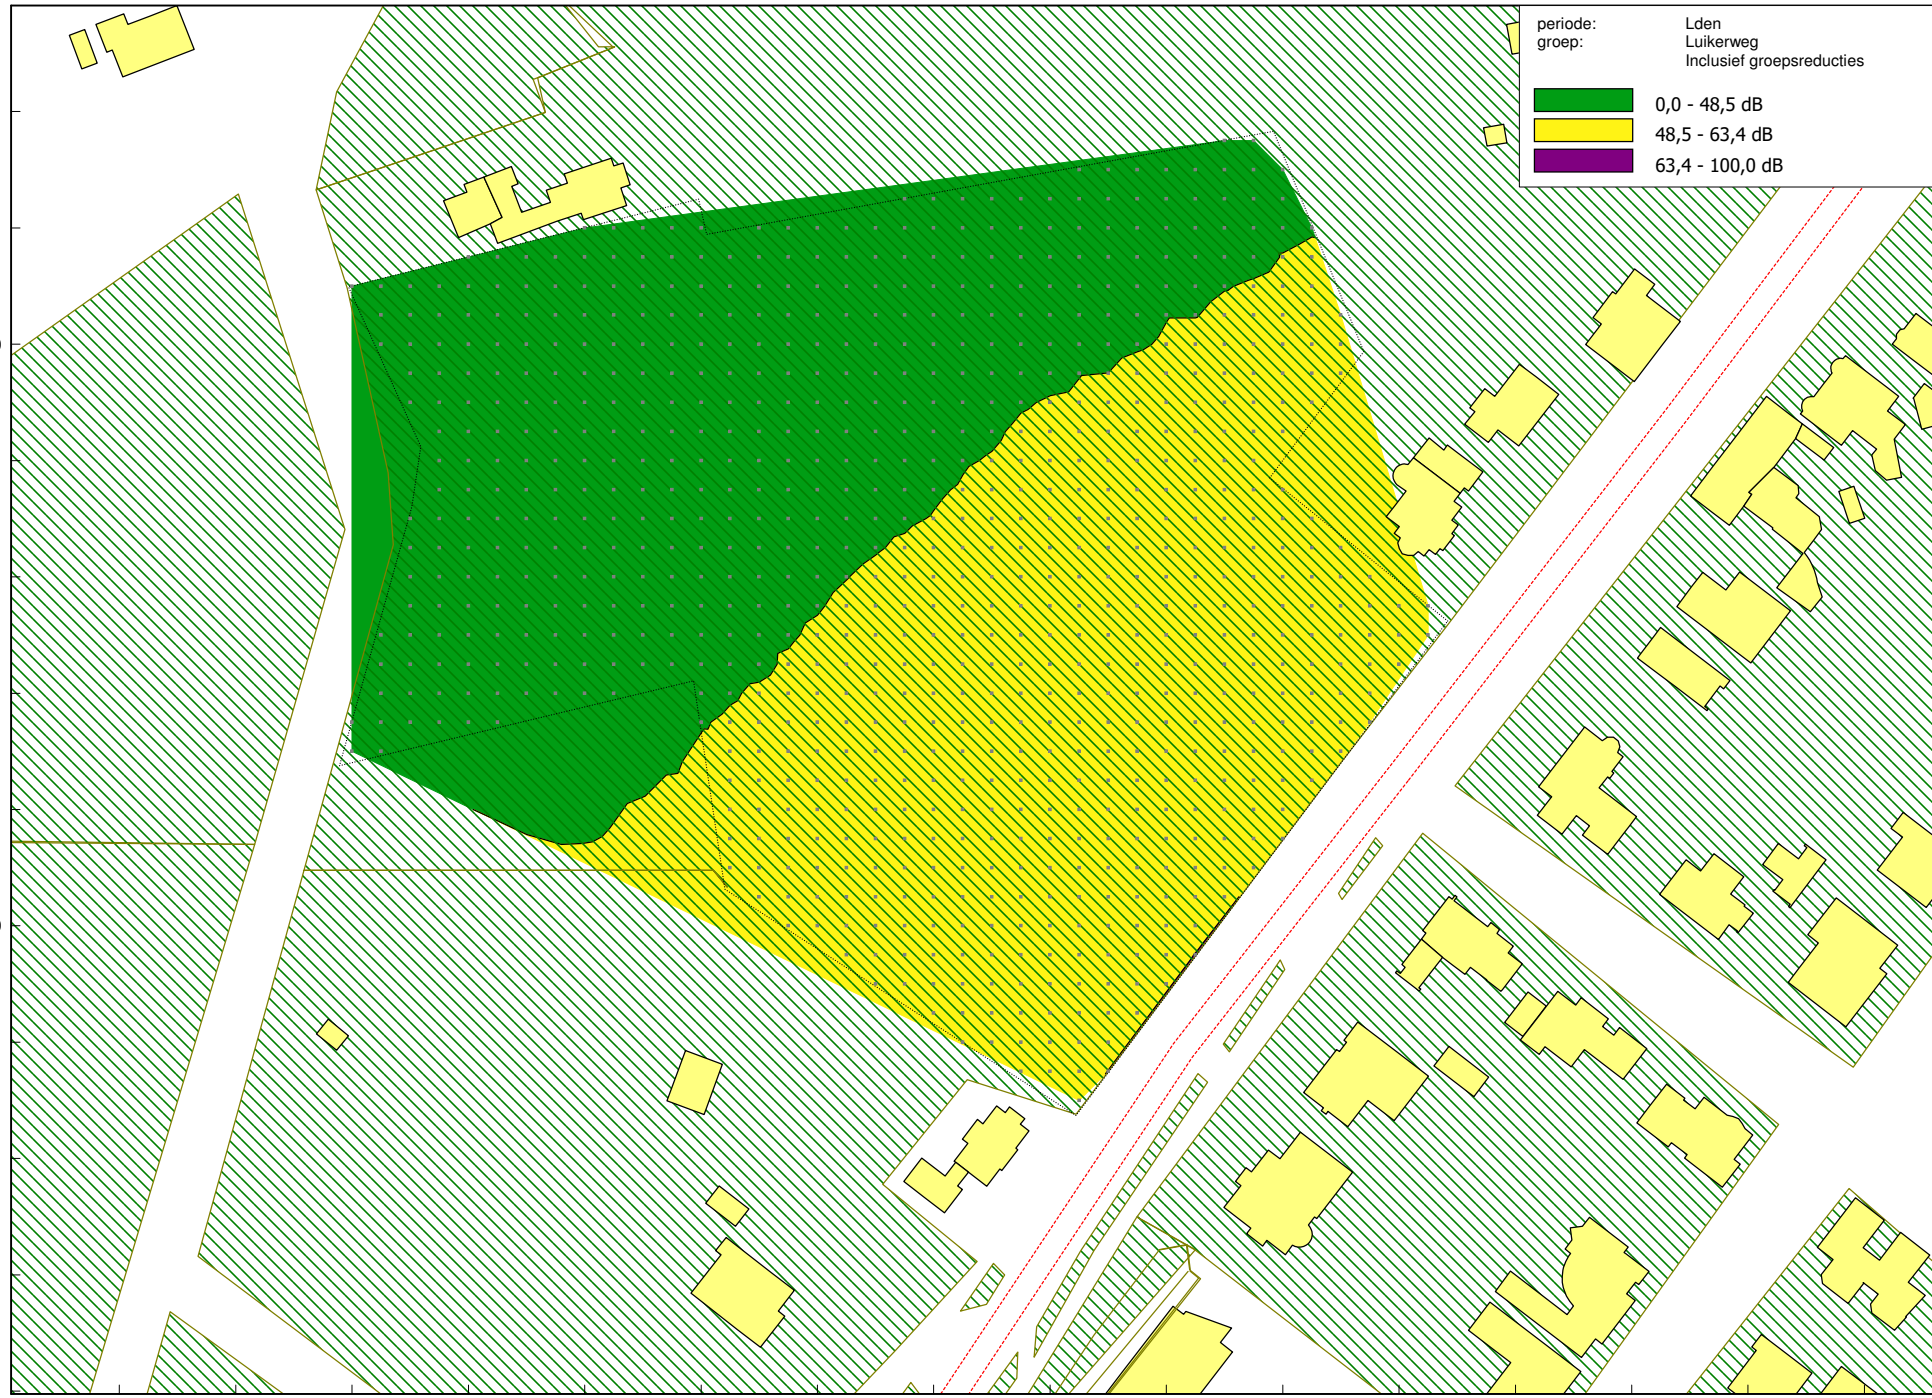 periode: Lden
groep: Luikerweg
Inclusief groepsreducties
0,0 - 48,5 dB
48,5 - 63,4 dB
63,4 - 100,0 dB